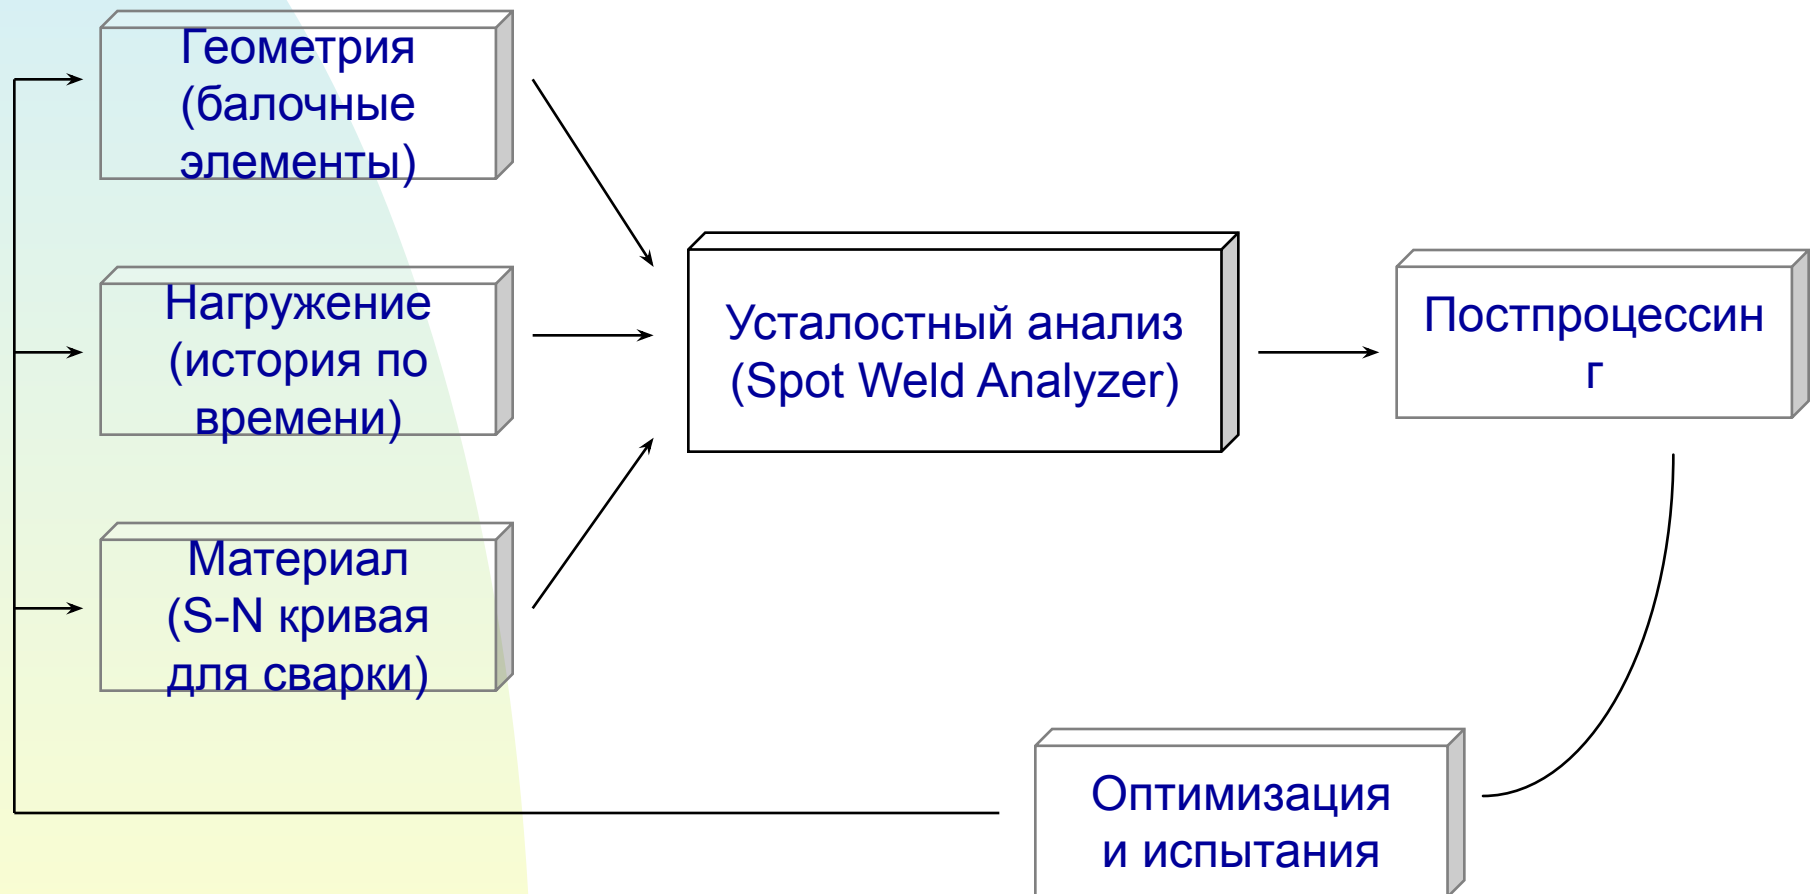 Геометрия
(балочные
элементы)
Нагружение
(история по
времени)
Материал
(S-N кривая
для сварки)
Усталостный анализ
(Spot Weld Analyzer)
Постпроцессин
г
Оптимизация
и испытания